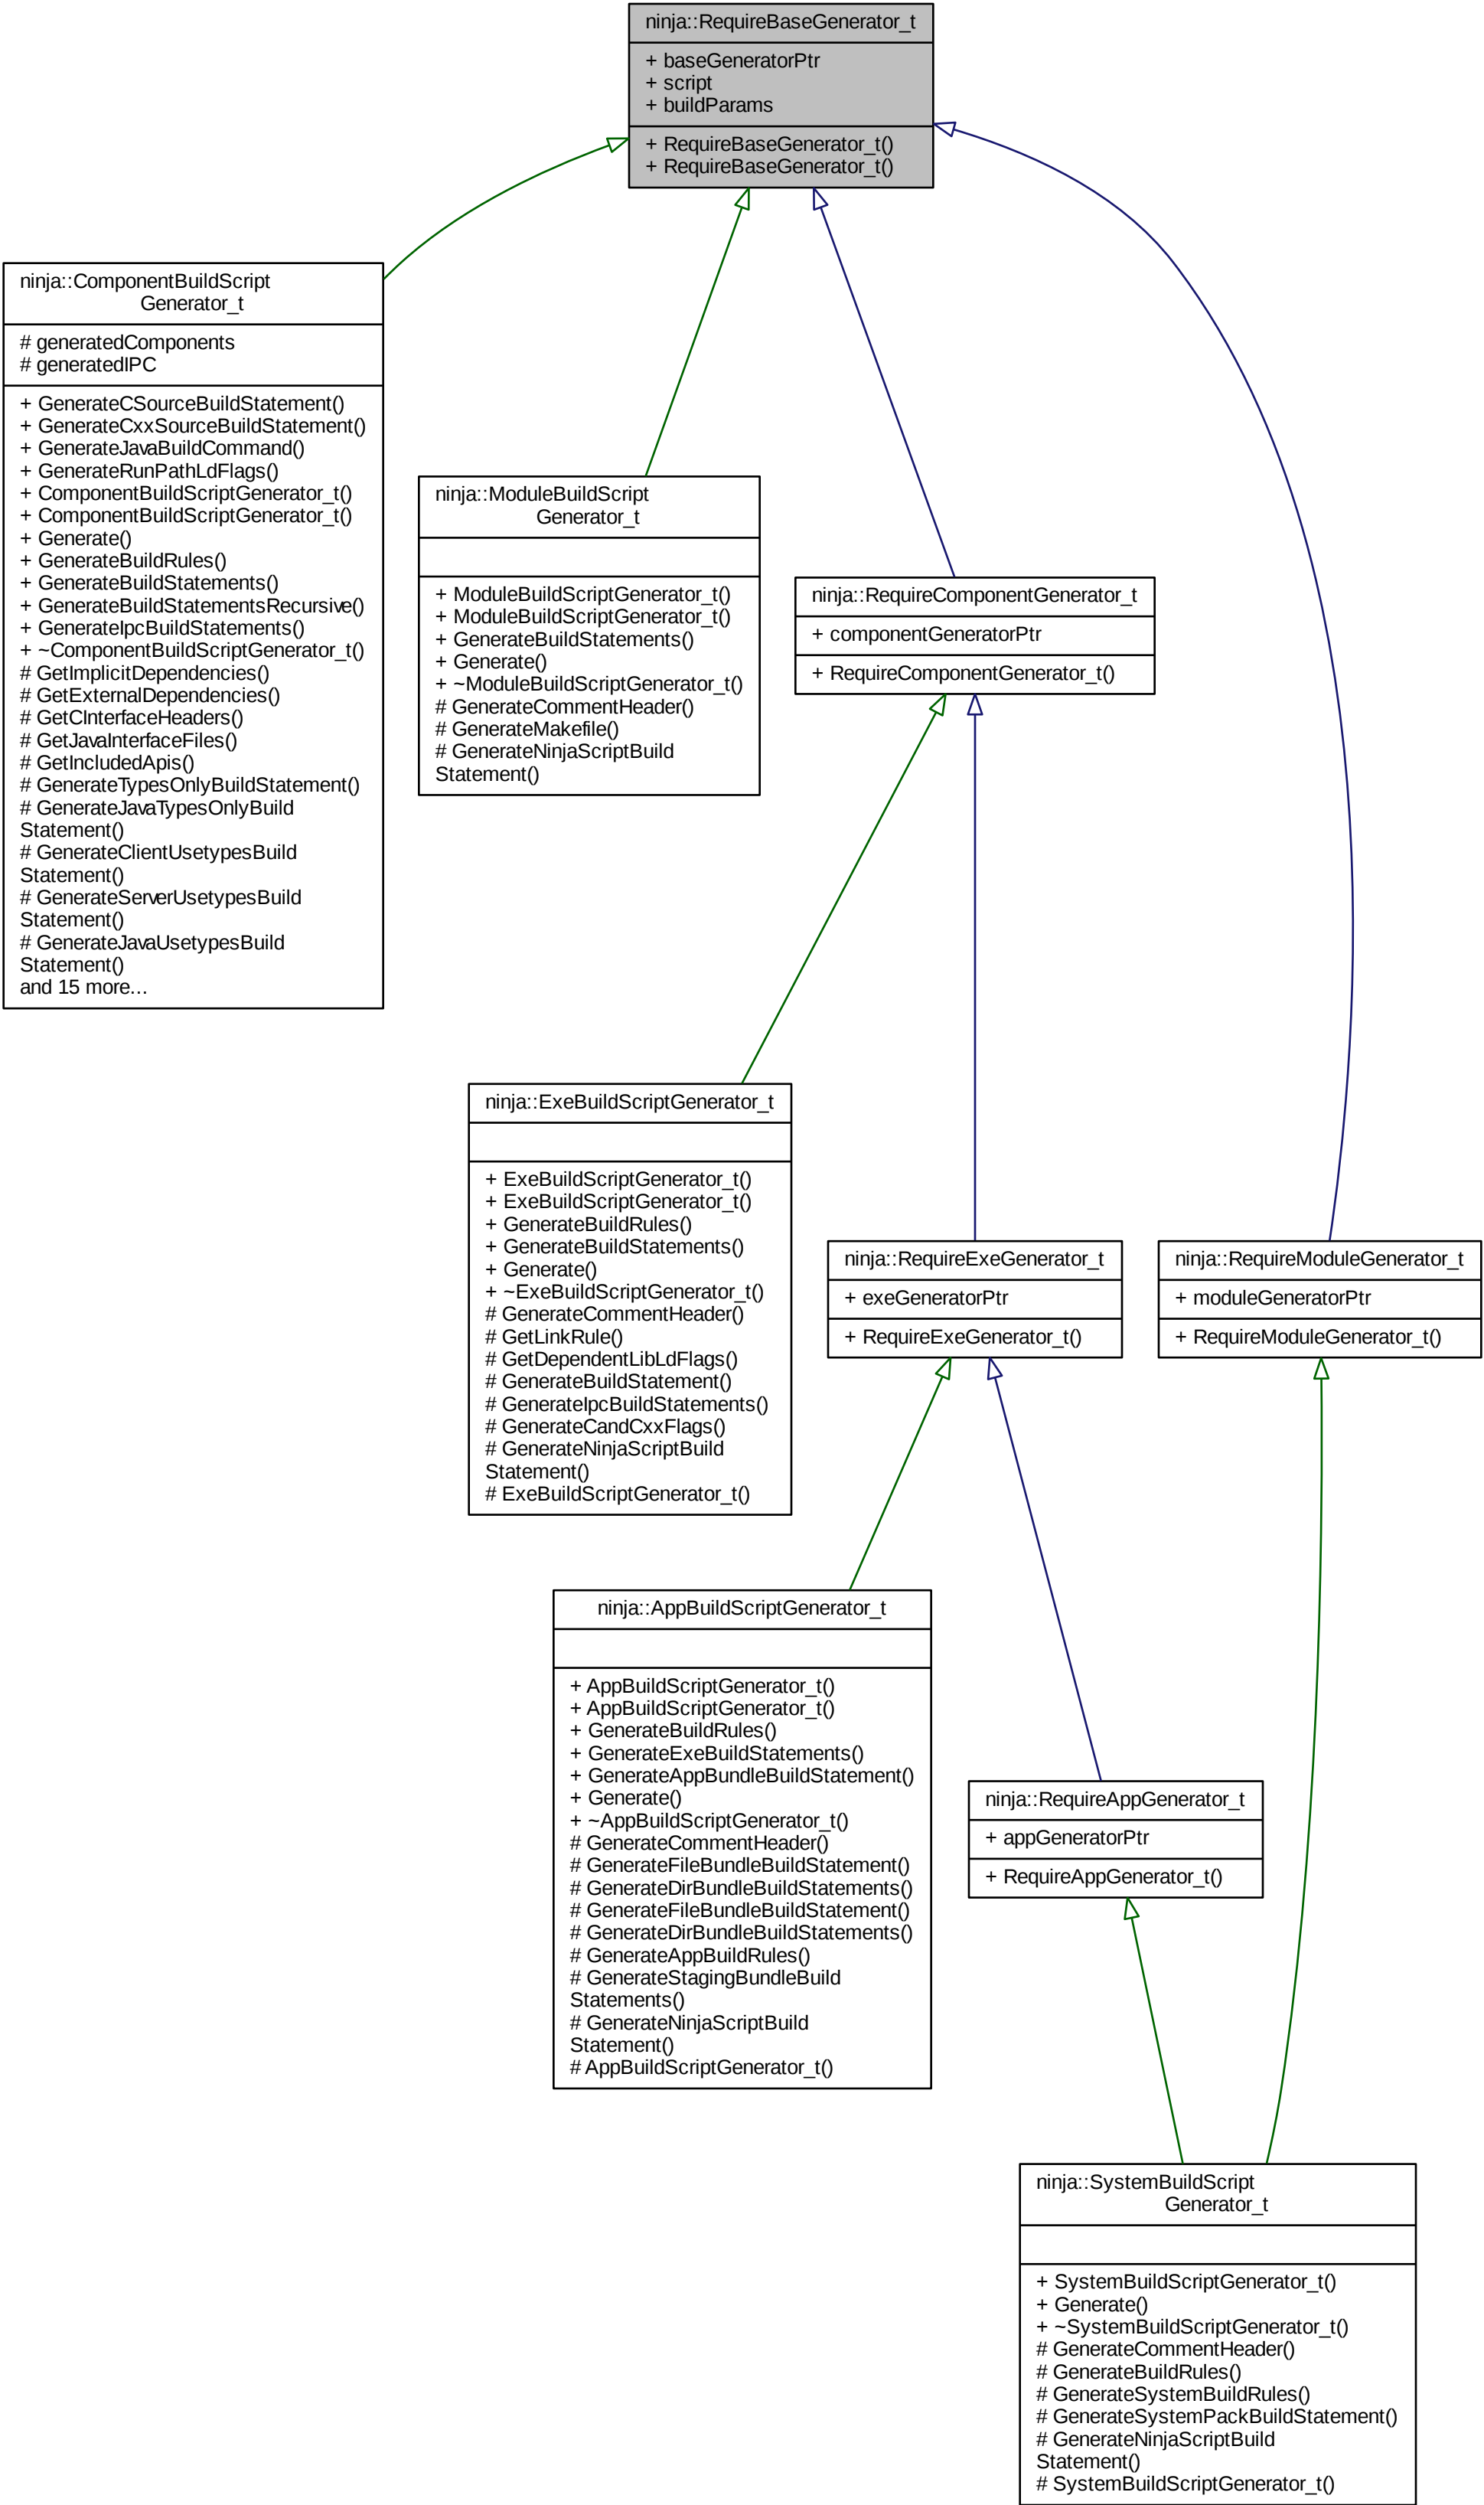 ninja::RequireBaseGenerator_t
+ baseGeneratorPtr
+ script
+ buildParams
+ RequireBaseGenerator_t()
+ RequireBaseGenerator_t()
ninja::ComponentBuildScript
Generator_t
# generatedComponents
# generatedIPC
+ GenerateCSourceBuildStatement()
+ GenerateCxxSourceBuildStatement()
+ GenerateJavaBuildCommand()
+ GenerateRunPathLdFlags()
+ ComponentBuildScriptGenerator_t()
+ ComponentBuildScriptGenerator_t()
+ Generate()
+ GenerateBuildRules()
+ GenerateBuildStatements()
+ GenerateBuildStatementsRecursive()
+ GenerateIpcBuildStatements()
+ ~ComponentBuildScriptGenerator_t()
# GetImplicitDependencies()
# GetExternalDependencies()
# GetCInterfaceHeaders()
# GetJavaInterfaceFiles()
# GetIncludedApis()
# GenerateTypesOnlyBuildStatement()
# GenerateJavaTypesOnlyBuild
Statement()
# GenerateClientUsetypesBuild
Statement()
# GenerateServerUsetypesBuild
Statement()
# GenerateJavaUsetypesBuild
Statement()
and 15 more...
ninja::ModuleBuildScript
Generator_t
+ ModuleBuildScriptGenerator_t()
+ ModuleBuildScriptGenerator_t()
+ GenerateBuildStatements()
+ Generate()
+ ~ModuleBuildScriptGenerator_t()
# GenerateCommentHeader()
# GenerateMakefile()
# GenerateNinjaScriptBuild
Statement()
ninja::RequireComponentGenerator_t
+ componentGeneratorPtr
+ RequireComponentGenerator_t()
ninja::ExeBuildScriptGenerator_t
+ ExeBuildScriptGenerator_t()
+ ExeBuildScriptGenerator_t()
+ GenerateBuildRules()
+ GenerateBuildStatements()
+ Generate()
+ ~ExeBuildScriptGenerator_t()
# GenerateCommentHeader()
# GetLinkRule()
# GetDependentLibLdFlags()
# GenerateBuildStatement()
# GenerateIpcBuildStatements()
# GenerateCandCxxFlags()
# GenerateNinjaScriptBuild
Statement()
# ExeBuildScriptGenerator_t()
ninja::RequireExeGenerator_t
+ exeGeneratorPtr
+ RequireExeGenerator_t()
ninja::RequireModuleGenerator_t
+ moduleGeneratorPtr
+ RequireModuleGenerator_t()
ninja::AppBuildScriptGenerator_t
+ AppBuildScriptGenerator_t()
+ AppBuildScriptGenerator_t()
+ GenerateBuildRules()
+ GenerateExeBuildStatements()
+ GenerateAppBundleBuildStatement()
+ Generate()
+ ~AppBuildScriptGenerator_t()
# GenerateCommentHeader()
# GenerateFileBundleBuildStatement()
# GenerateDirBundleBuildStatements()
# GenerateFileBundleBuildStatement()
# GenerateDirBundleBuildStatements()
# GenerateAppBuildRules()
# GenerateStagingBundleBuild
Statements()
# GenerateNinjaScriptBuild
Statement()
# AppBuildScriptGenerator_t()
ninja::RequireAppGenerator_t
+ appGeneratorPtr
+ RequireAppGenerator_t()
ninja::SystemBuildScript
Generator_t
+ SystemBuildScriptGenerator_t()
+ Generate()
+ ~SystemBuildScriptGenerator_t()
# GenerateCommentHeader()
# GenerateBuildRules()
# GenerateSystemBuildRules()
# GenerateSystemPackBuildStatement()
# GenerateNinjaScriptBuild
Statement()
# SystemBuildScriptGenerator_t()